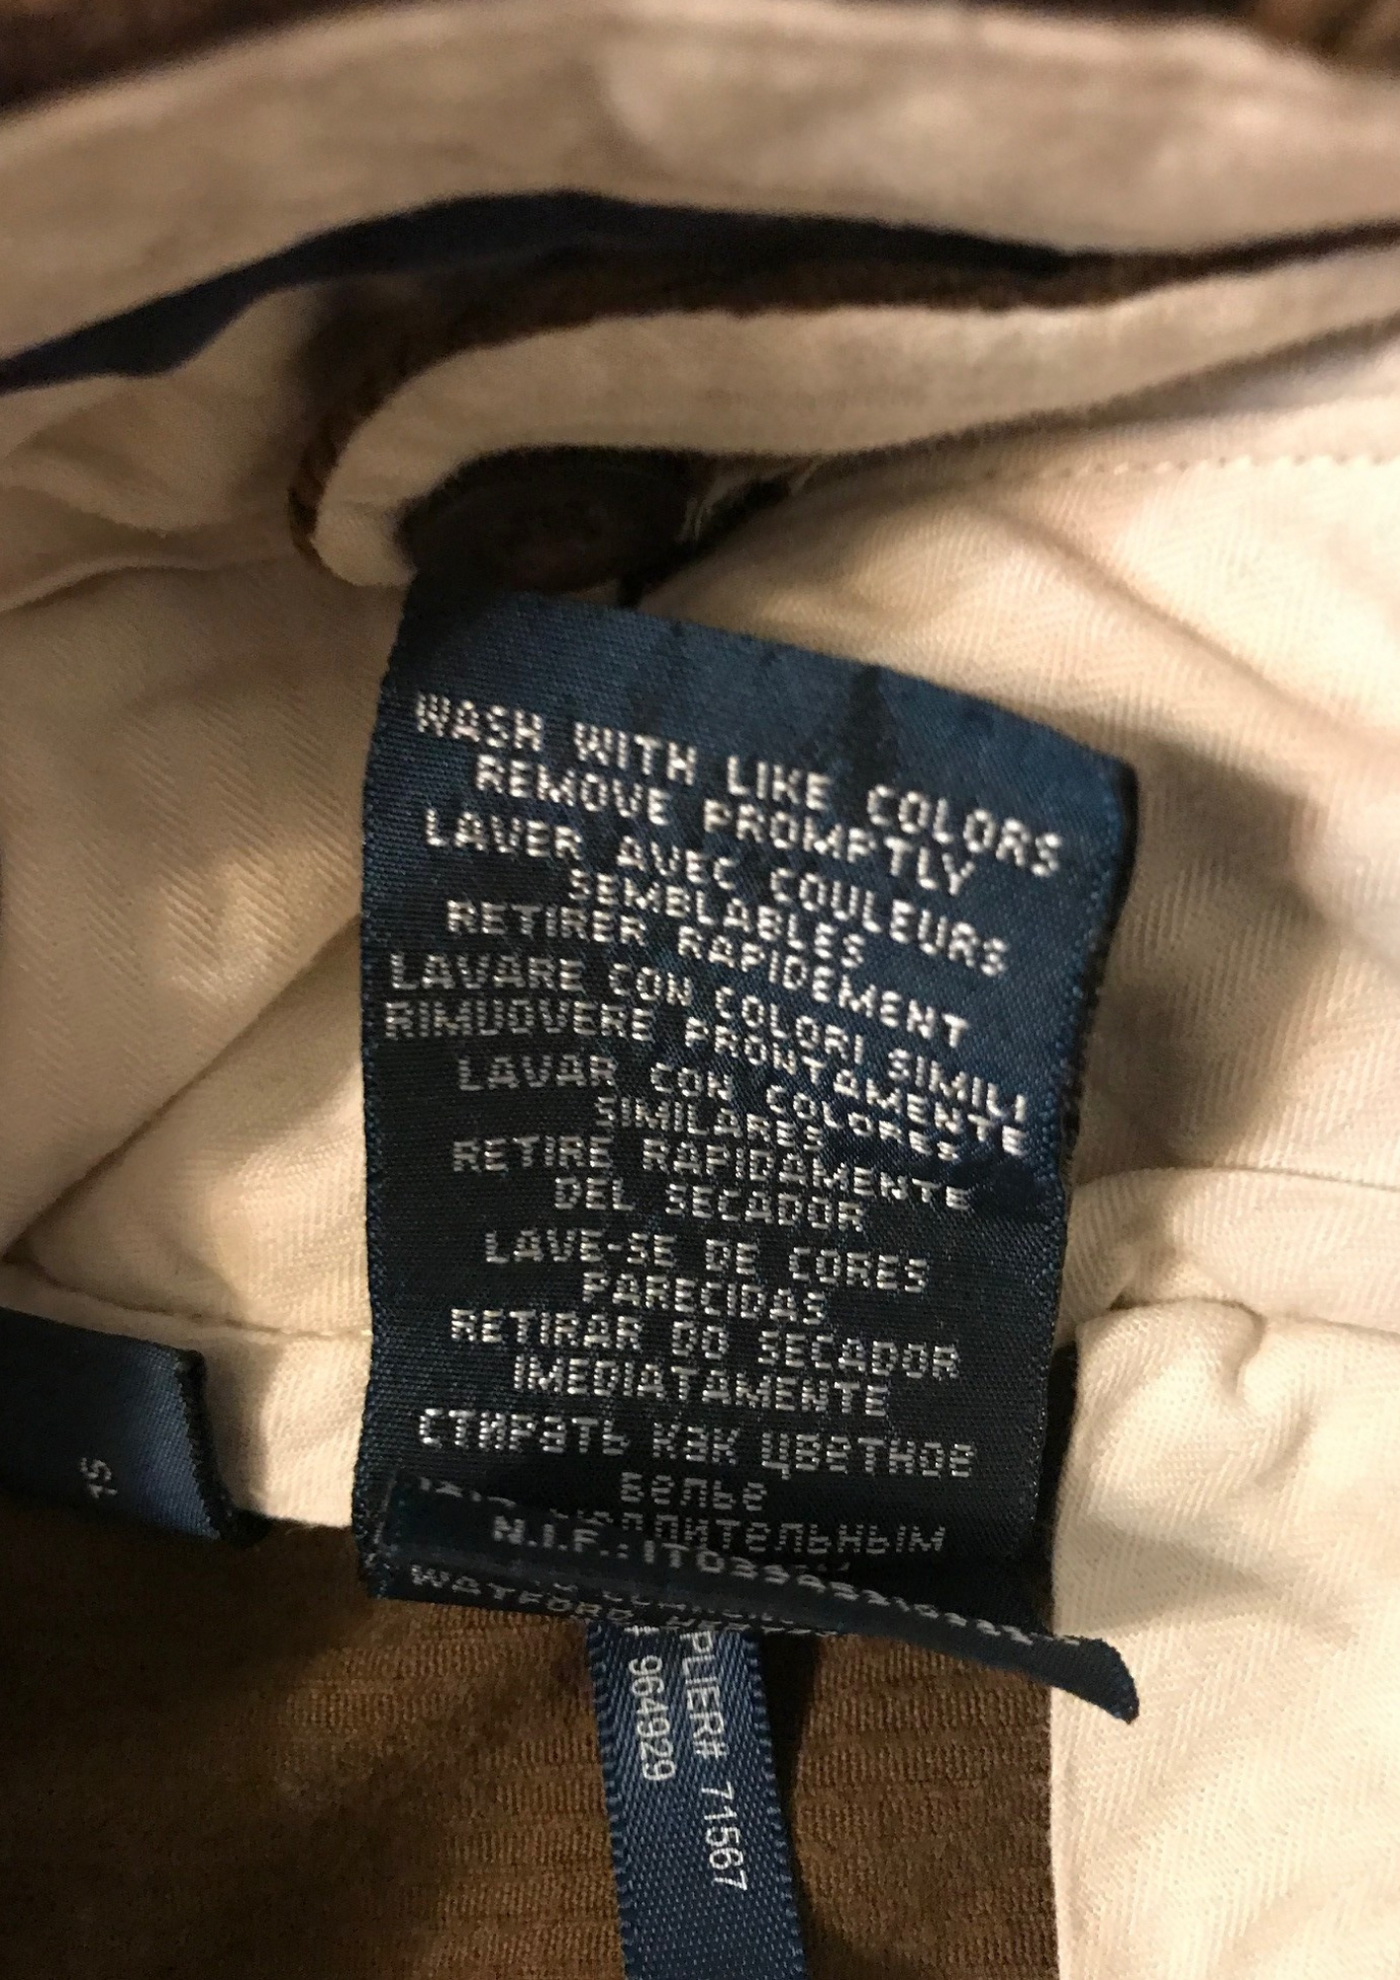 WASH WITH LIKE COLORS
REMOVE PROMPTLY
LAVER AVEC COULEURS
SEMBLABLES
RETIRER RAPIDEMENT
LAVARE CON COLORI SIMILI
RIMUOVERE PRONTAMENTE
LAVAR CON COLORES
SIMILARES
RETIRE RAPIDAMENTE
DEL SECADOR
LAVE-SE DE CORES
PARECIDAS
RETIRAR DO SECADOR
IMEDIATAMENTE
СТИРАТЬ КАК ЦВЕТНОЕ
БЕЛЬЕ
N.I.F.:
WATFORD
PLIER# 71567
964929
15